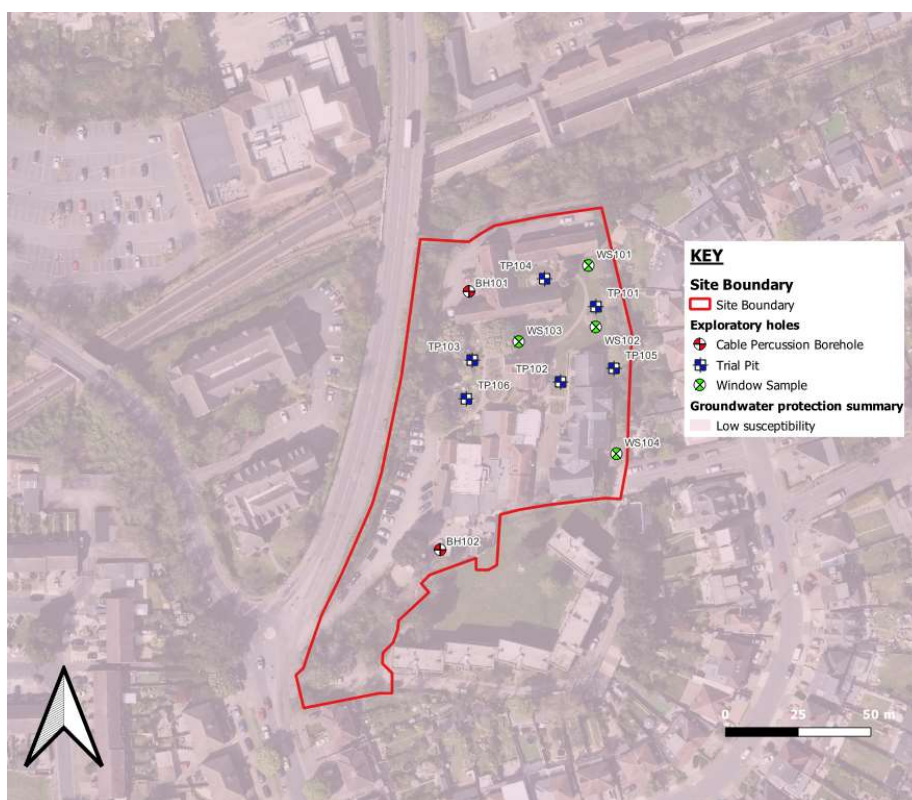 WS101
TP104
BH101
TP101
WS103
WS102
TP103
TP102
TP105
TP106
WS104
BH102
KEY
Site Boundary
Site Boundary
Exploratory holes
Cable Percussion Borehole
Trial Pit
Window Sample
Groundwater protection summary
Low susceptibility
0 25 50 m